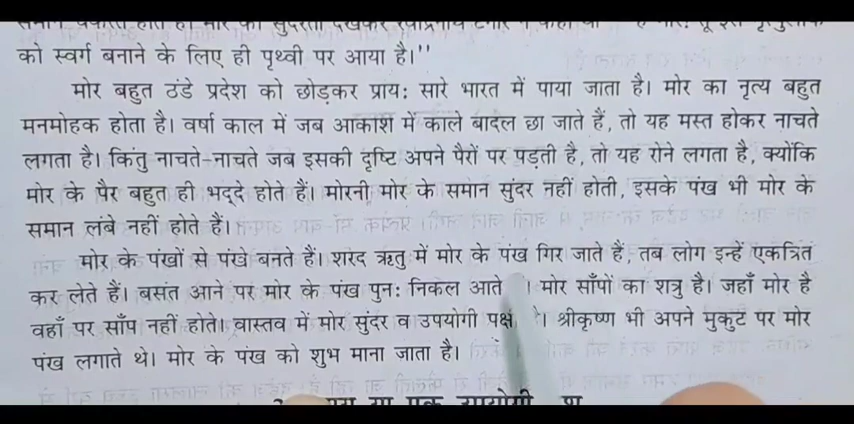 को स्वर्ग बनाने के लिए ही पृथ्वी पर आया है।''
मोर बहुत ठंडे प्रदेश को छोड़कर प्राय: सारे भारत में पाया जाता है। मोर का नृत्य बहुत
मनमोहक होता है। वर्षा काल में जब आकाश में काले बादल छा जाते हैं, तो यह मस्त होकर नाचते
लगता है। किंतु नाचते-नाचते जब इसकी दृष्टि अपने पैरों पर पड़ती है, तो यह रोने लगता है, क्योंकि
मोर के पैर बहुत ही भद्दे होते हैं। मोरनी मोर के समान सुंदर नहीं होती, इसके पंख भी मोर के
समान लंबे नहीं होते हैं।
मोर के पंखों से पंखे बनते हैं। शरद ऋतु में मोर के पंख गिर जाते हैं, तब लोग इन्हें एकत्रित
कर लेते हैं। बसंत आने पर मोर के पंख पुन: निकल आते । मोर साँपों का शत्रु है। जहाँ मोर है
वहाँ पर साँप नहीं होते। वास्तव में मोर सुंदर व उपयोगी । श्रीकृष्ण भी अपने मुकुट पर मोर
पंख लगाते थे। मोर के पंख को शुभ माना जाता है।